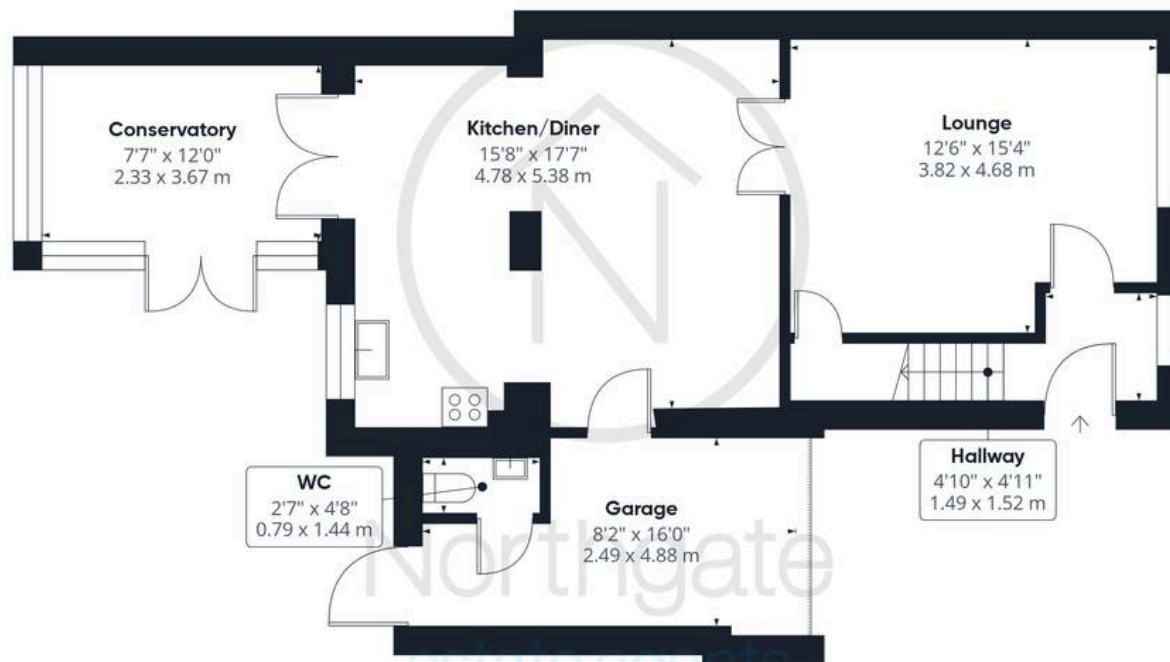 Conservatory
7'7" x 12'0"
2.33 x 3.67 m
Kitchen/Diner
15'8" x 17'7"
4.78 x 5.38 m
Lounge
12'6" x 15'4"
3.82 x 4.68 m
WC
2'7" x 4'8"
0.79 x 1.44 m
Garage
8'2" x 16'0"
2.49 x 4.88 m
Hallway
4'10" x 4'11"
1.49 x 1.52 m
Northgate